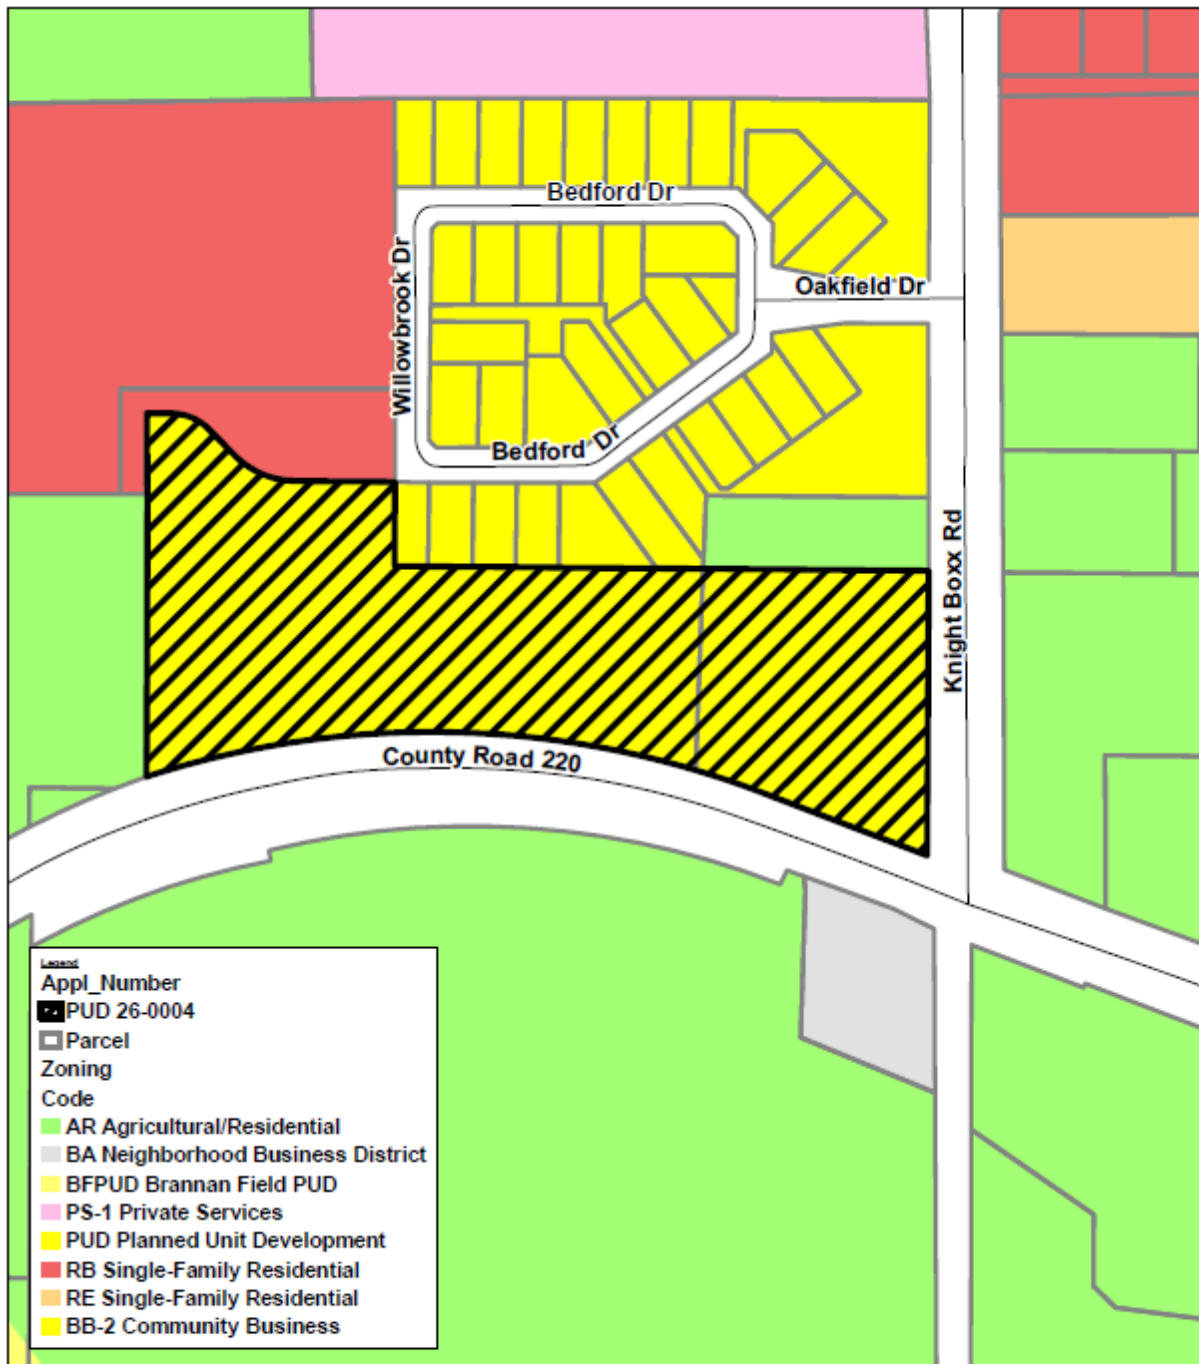 Bedford Dr
Willowbrook Dr
Oakfield Dr
Bedford Dr
Knight Boxx Rd
County Road 220
Legend
Appl_Number
PUD 26-0004
Parcel
Zoning
Code
AR Agricultural/Residential
BA Neighborhood Business District
BFPUD Brannan Field PUD
PS-1 Private Services
PUD Planned Unit Development
RB Single-Family Residential
RE Single-Family Residential
BB-2 Community Business